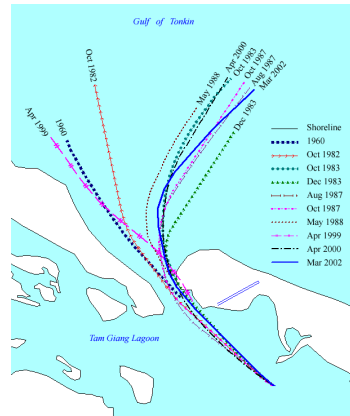 Gulf of Tonkin
Oct 1982
Apr 1999
1960
May 1988
Apr 2000
Oct 1983
Oct 1987
Aug 1987
Mar 2002
Dec 1983
Shoreline
1960
Oct 1982
Oct 1983
Dec 1983
Aug 1987
Oct 1987
May 1988
Apr 1999
Apr 2000
Mar 2002
Tam Giang Lagoon